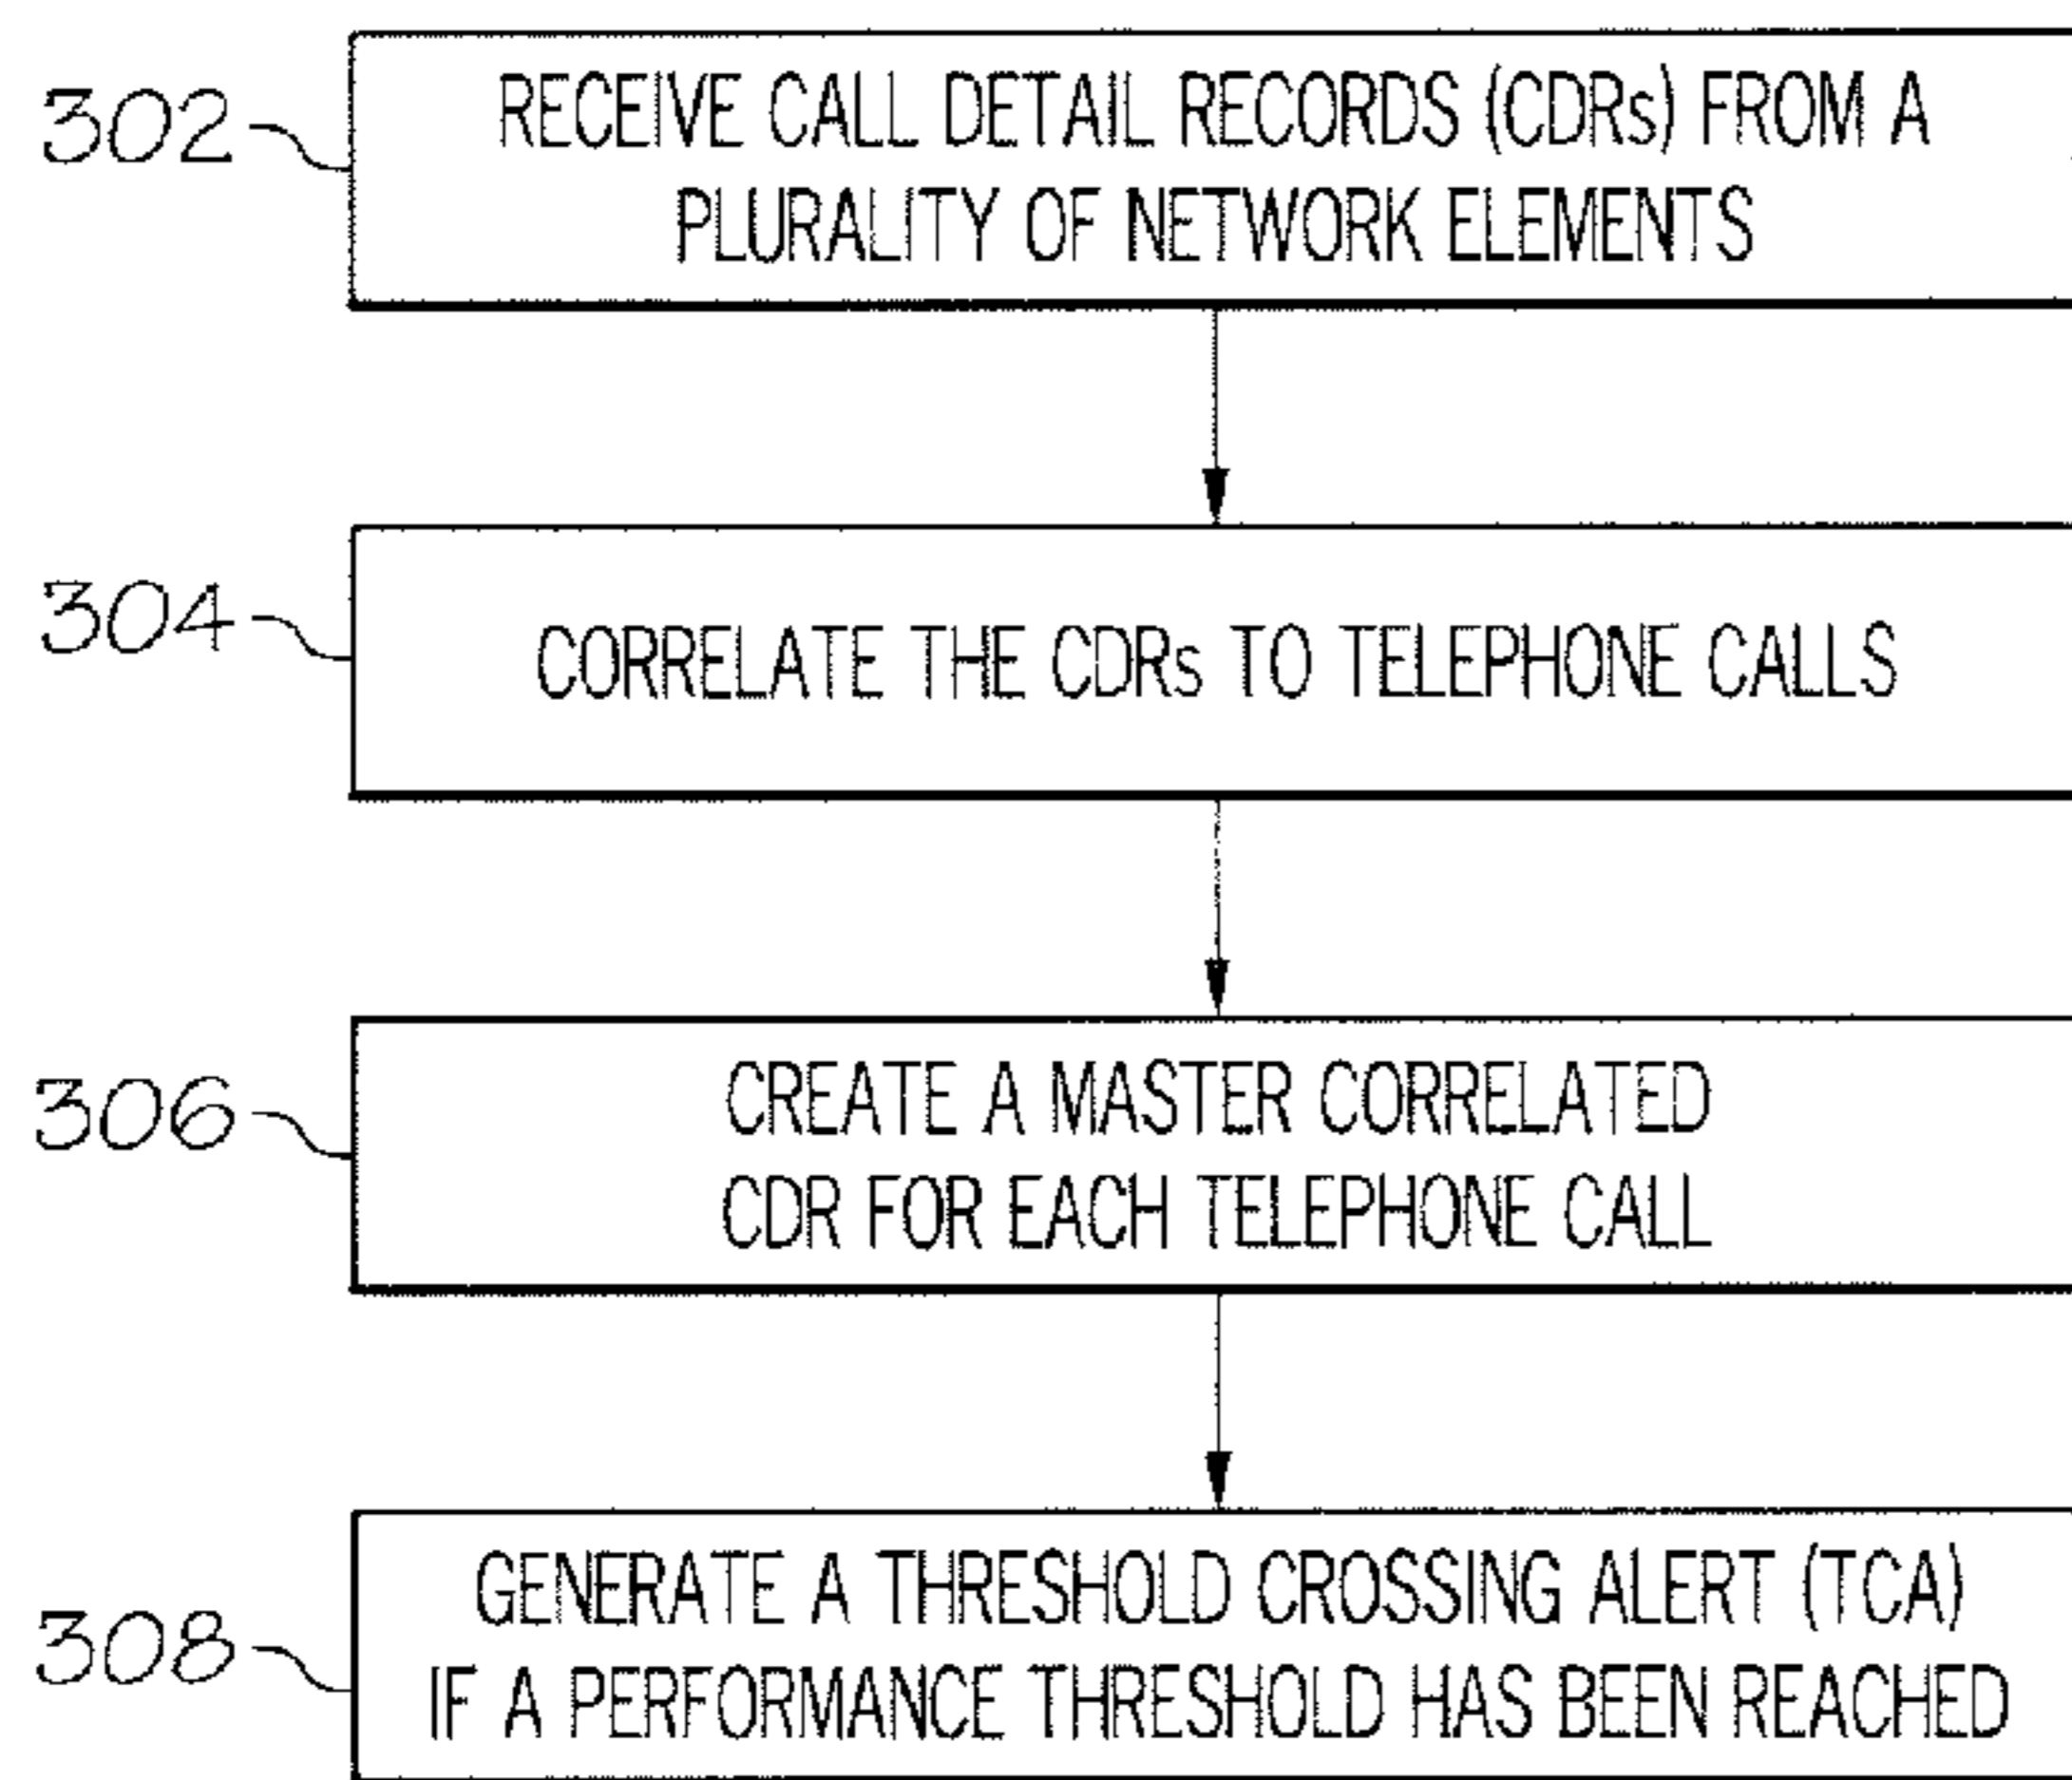 302
RECEIVE CALL DETAIL RECORDS (CDRs) FROM A
PLURALITY OF NETWORK ELEMENTS
304
CORRELATE THE CDRs TO TELEPHONE CALLS
306
CREATE A MASTER CORRELATED
CDR FOR EACH TELEPHONE CALL
308
GENERATE A THRESHOLD CROSSING ALERT (TCA)
IF A PERFORMANCE THRESHOLD HAS BEEN REACHED